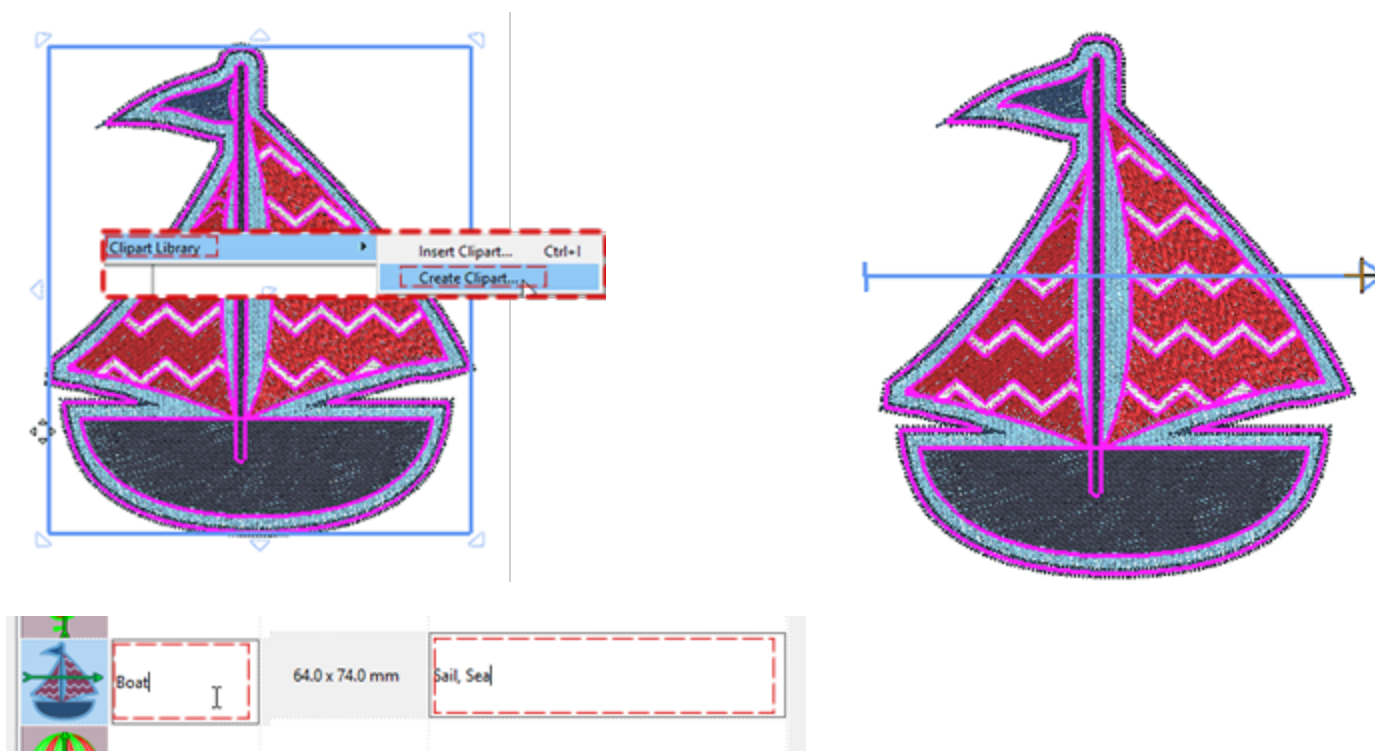 Clipart Library
Insert Clipart... Ctrl+I
Create Clipart...
Boat
64.0 x 74.0 mm
Sail, Sea